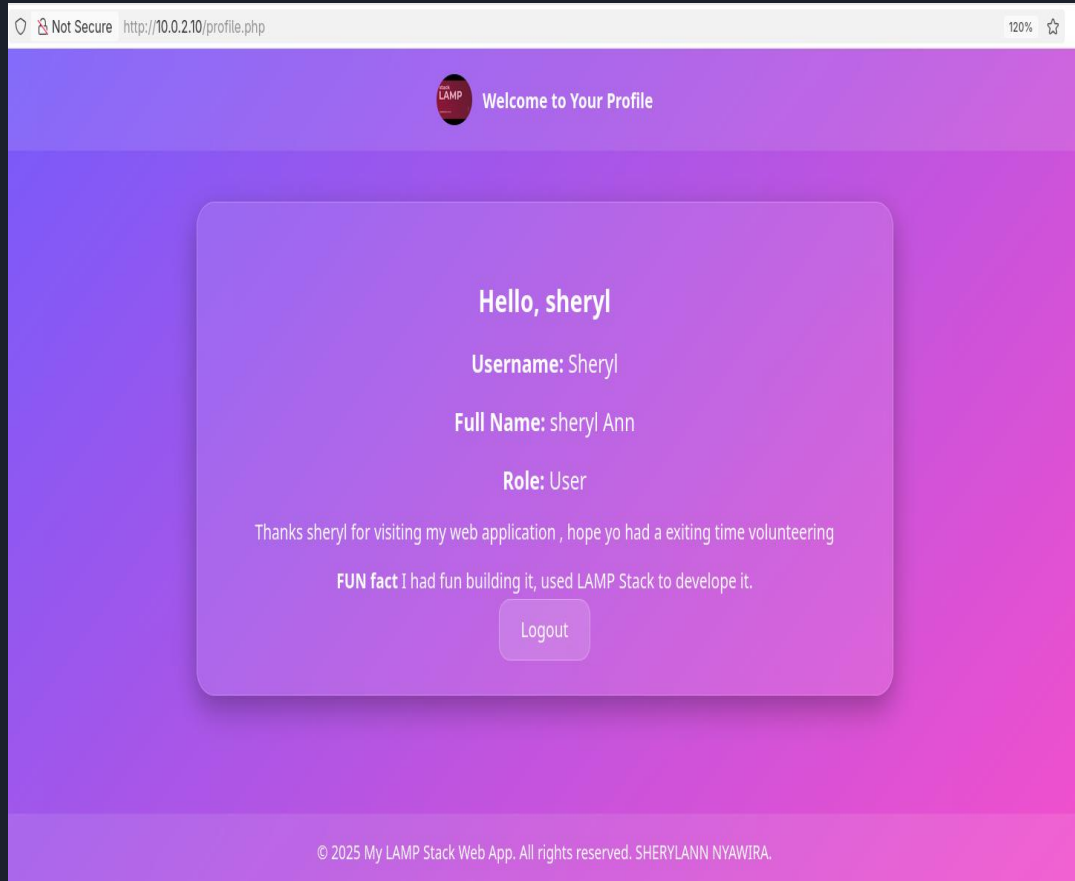 Not Secure http://10.0.2.10/profile.php 120%
LAMP
Welcome to Your Profile
Hello, sheryl
Username: Sheryl
Full Name: sheryl Ann
Role: User
Thanks sheryl for visiting my web application , hope yo had a exiting time volunteering
FUN fact I had fun building it, used LAMP Stack to develope it.
Logout
© 2025 My LAMP Stack Web App. All rights reserved. SHERYLANN NYAWIRA.